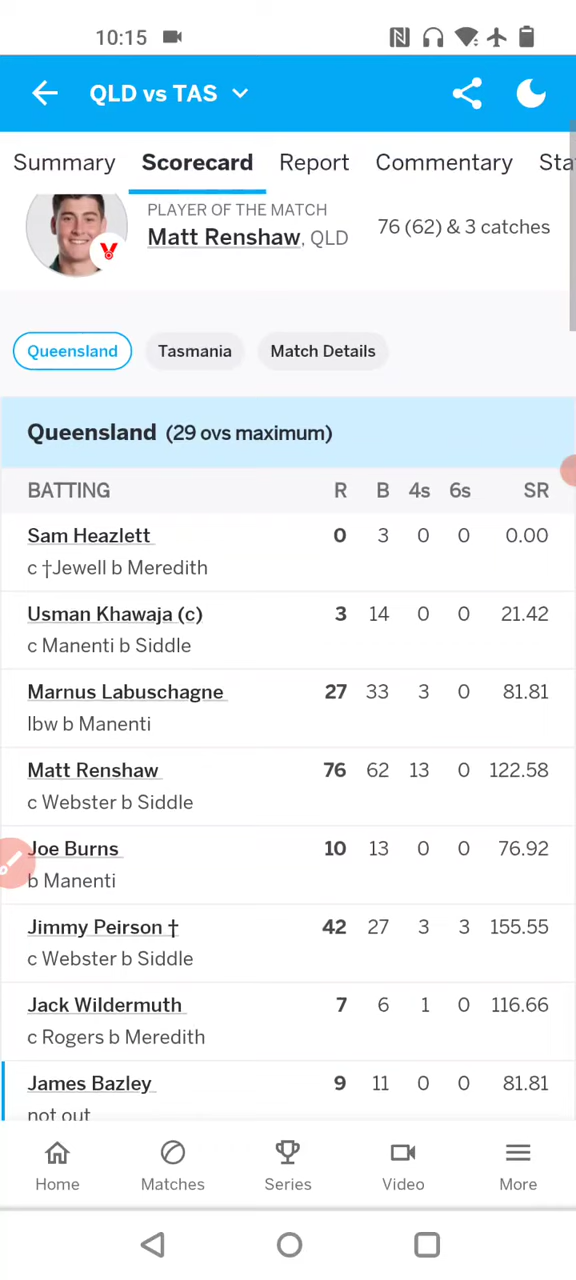 10:15
QLD vs TAS
Summary Scorecard Report Commentary Sta
PLAYER OF THE MATCH
Matt Renshaw, QLD 76 (62) & 3 catches
Queensland Tasmania Match Details
Queensland (29 ovs maximum)
BATTING R B 4s 6s SR
Sam Heazlett 0 3 0 0 0.00
c †Jewell b Meredith
Usman Khawaja (c) 3 14 0 0 21.42
c Manenti b Siddle
Marnus Labuschagne 27 33 3 0 81.81
lbw b Manenti
Matt Renshaw 76 62 13 0 122.58
c Webster b Siddle
Joe Burns 10 13 0 0 76.92
b Manenti
Jimmy Peirson † 42 27 3 3 155.55
c Webster b Siddle
Jack Wildermuth 7 6 1 0 116.66
c Rogers b Meredith
James Bazley 9 11 0 0 81.81
not out
Home Matches Series Video More